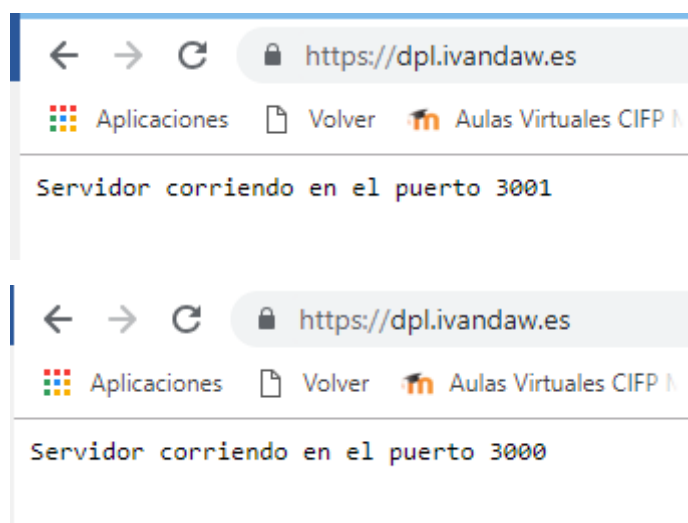 https://dpl.ivandaw.es
Aplicaciones Volver Aulas Virtuales CIFP
Servidor corriendo en el puerto 3001
https://dpl.ivandaw.es
Aplicaciones Volver Aulas Virtuales CIFP
Servidor corriendo en el puerto 3000